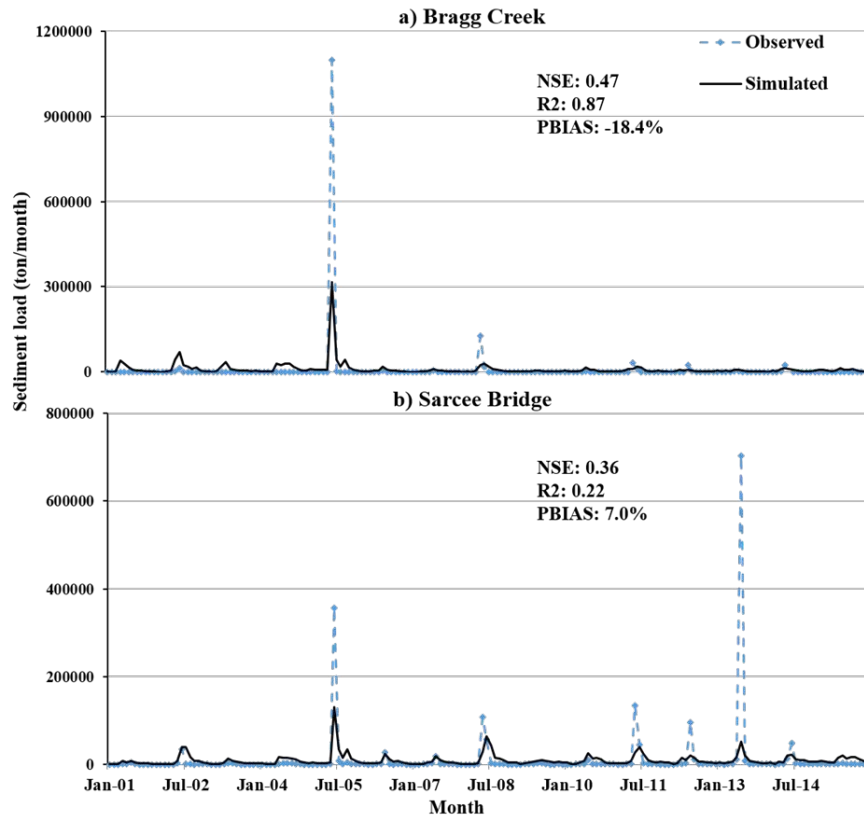 a) Bragg Creek
1200000
900000
600000
300000
0
Observed
Simulated
NSE: 0.47
R2: 0.87
PBIAS: -18.4%
Sediment load (ton/month)
b) Sarcee Bridge
800000
600000
400000
200000
0
NSE: 0.36
R2: 0.22
PBIAS: 7.0%
Jan-01 Jul-02 Jan-04 Jul-05 Jan-07 Jul-08 Jan-10 Jul-11 Jan-13 Jul-14
Month